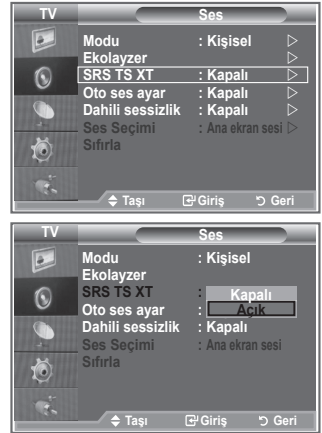 TV Ses
Modu : Kişisel
Ekolayzer
SRS TS XT : Kapalı
Oto ses ayar : Kapalı
Dahili sessizlik : Kapalı
Ses Seçimi : Ana ekran sesi
Sıfırla
Taşı Giriş Geri
TV Ses
Modu : Kişisel
Ekolayzer
SRS TS XT : Kapalı
Oto ses ayar : Açık
Dahili sessizlik : Kapalı
Ses Seçimi : Ana ekran sesi
Sıfırla
Taşı Giriş Geri